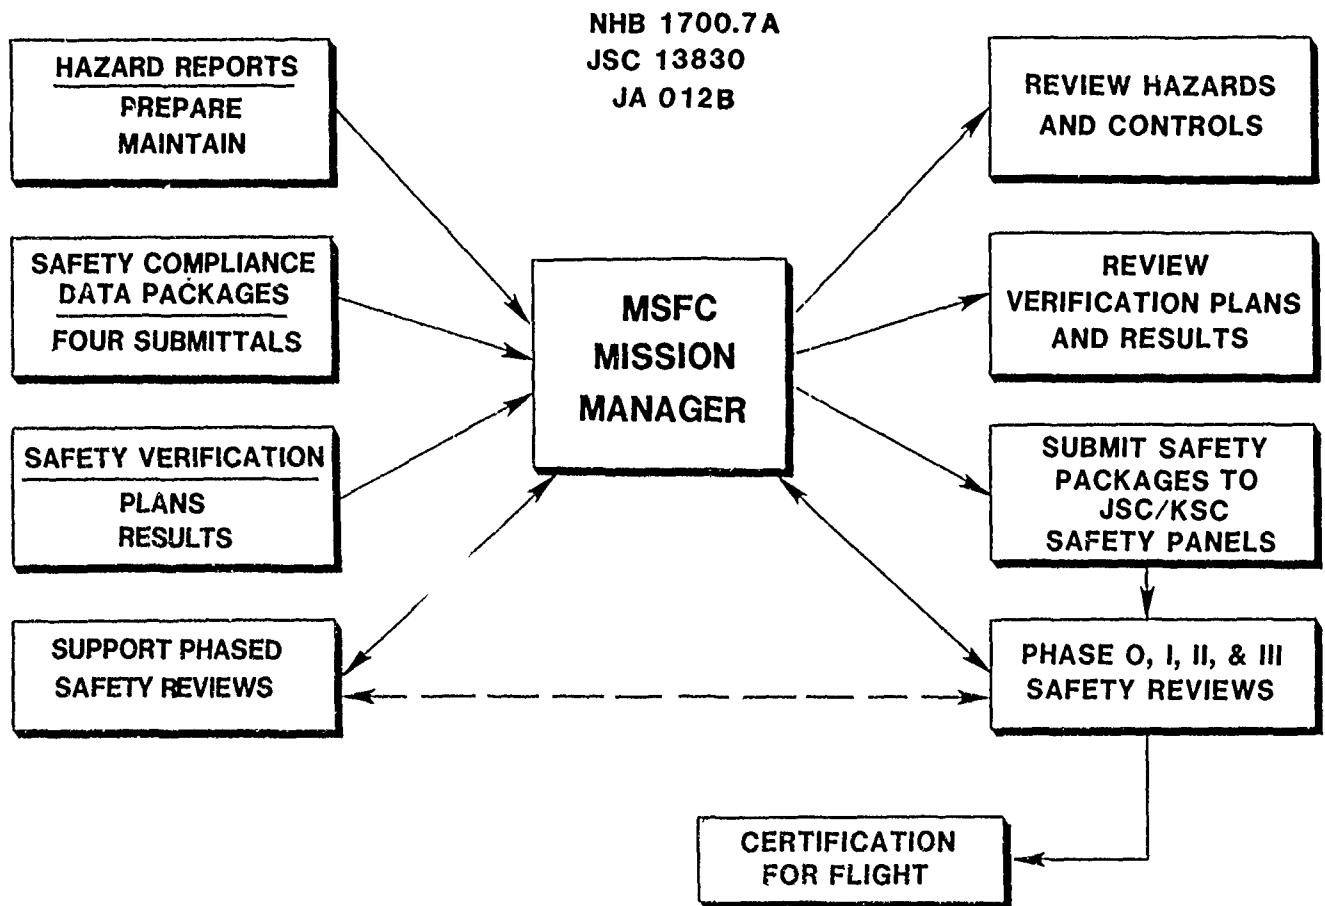 NHB 1700.7A
JSC 13830
JA 012B
HAZARD REPORTS
PREPARE
MAINTAIN
SAFETY COMPLIANCE
DATA PACKAGES
FOUR SUBMITTALS
SAFETY VERIFICATION
PLANS
RESULTS
SUPPORT PHASED
SAFETY REVIEWS
MSFC
MISSION
MANAGER
REVIEW HAZARDS
AND CONTROLS
REVIEW
VERIFICATION PLANS
AND RESULTS
SUBMIT SAFETY
PACKAGES TO
JSC/KSC
SAFETY PANELS
PHASE O, I, II, & III
SAFETY REVIEWS
CERTIFICATION
FOR FLIGHT